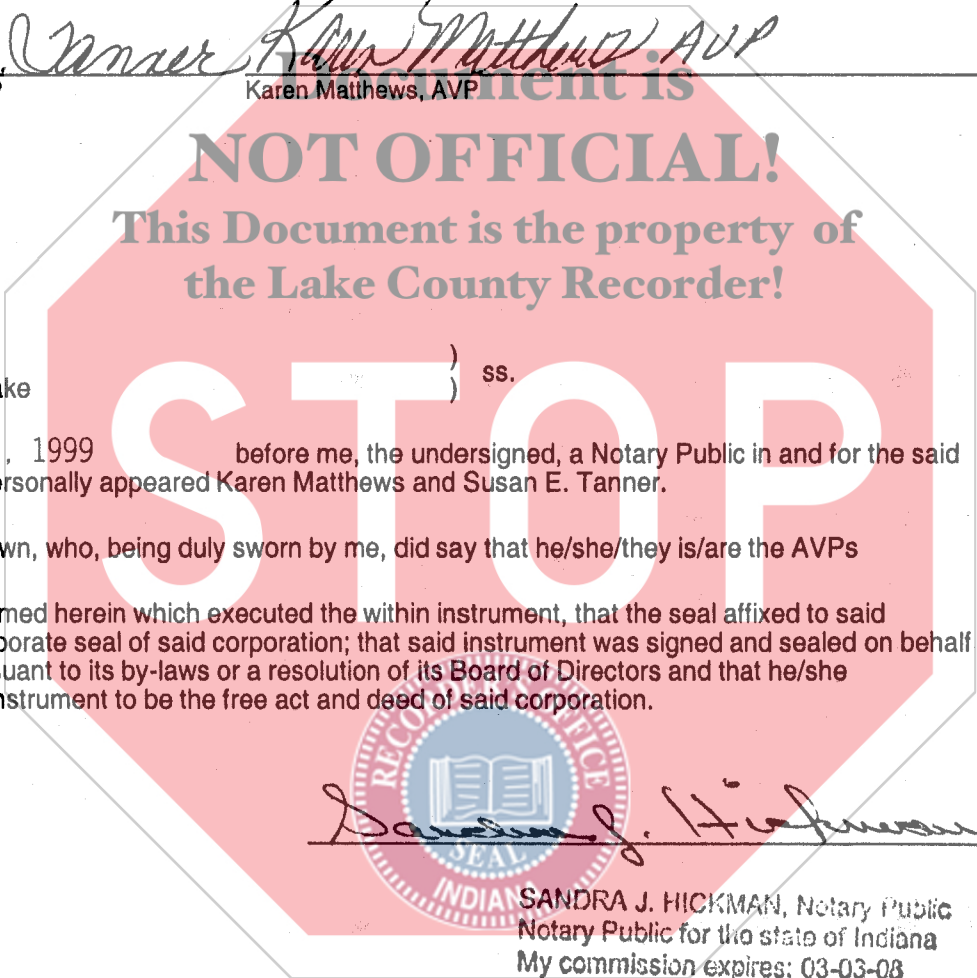 Tanner Karen Matthews AVP
Karen Matthews, AVP
Document is
NOT OFFICIAL!
This Document is the property of
the Lake County Recorder!
)
ke ) ss.
STOP
, 1999 before me, the undersigned, a Notary Public in and for the said
rsonally appeared Karen Matthews and Susan E. Tanner.
wn, who, being duly sworn by me, did say that he/she/they is/are the AVPs
med herein which executed the within instrument, that the seal affixed to said
porate seal of said corporation; that said instrument was signed and sealed on behalf
uant to its by-laws or a resolution of its Board of Directors and that he/she
nstrument to be the free act and deed of said corporation.
RECORDER'S OFFICE
SEAL
INDIANA
Sandra J. Hickman
SANDRA J. HICKMAN, Notary Public
Notary Public for the state of Indiana
My commission expires: 03-03-08